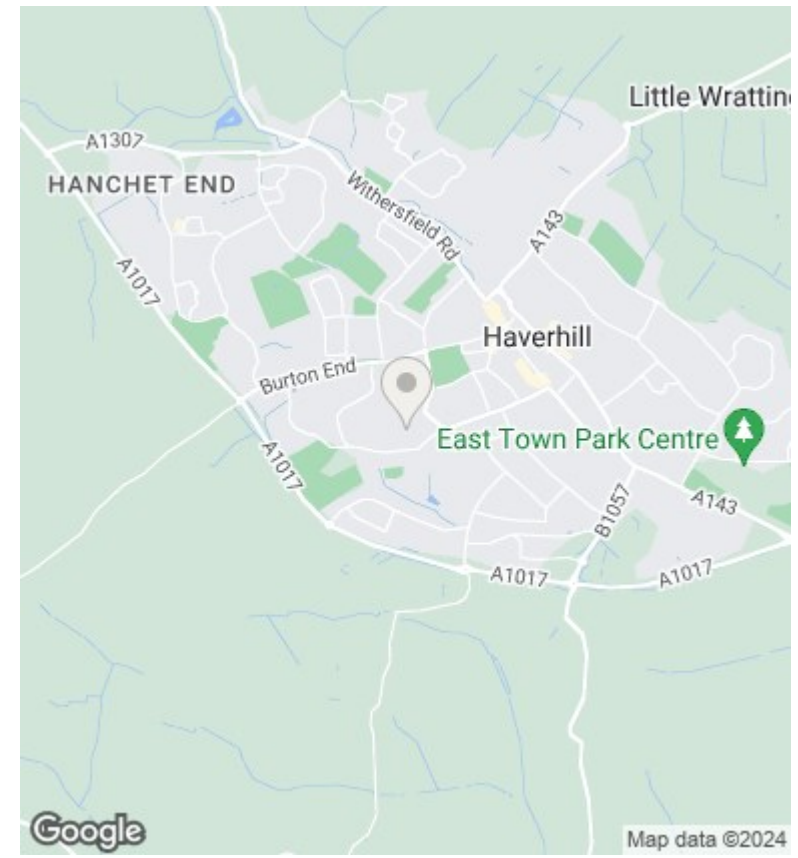 Little Wratting
A1307
HANCHET END
Withersfield Rd
A143
A1017
Haverhill
Burton End
East Town Park Centre
A1017
A143
B1057
A1017
A1017
Google
Map data ©2024